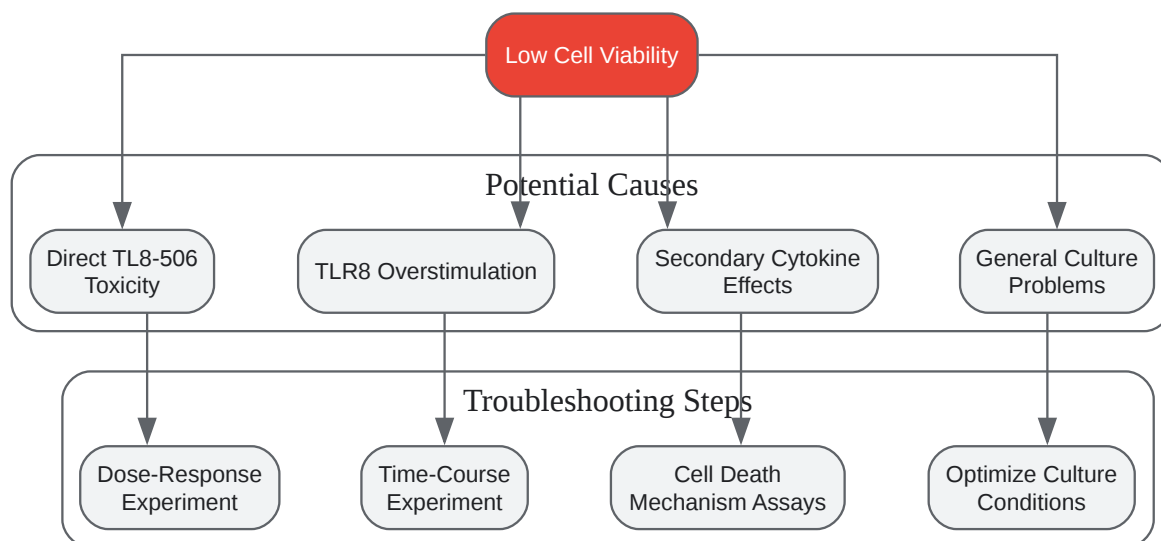 Low Cell Viability
Potential Causes
Direct TL8-506
Toxicity
TLR8 Overstimulation
Secondary Cytokine
Effects
General Culture
Problems
Troubleshooting Steps
Dose-Response
Experiment
Time-Course
Experiment
Cell Death
Mechanism Assays
Optimize Culture
Conditions